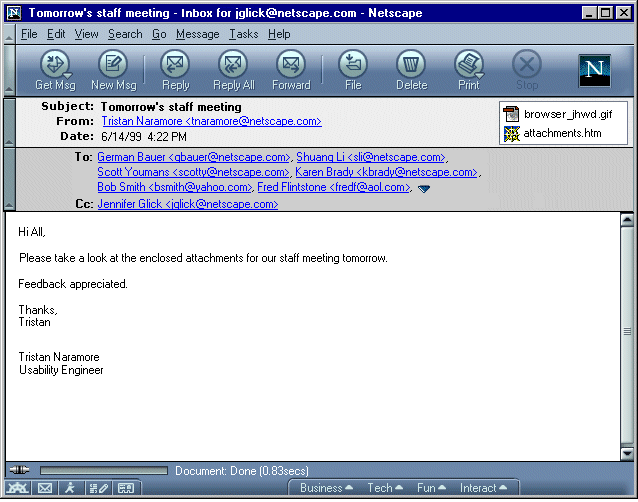 Tomorrow's staff meeting - Inbox for jglick@netscape.com - Netscape
File Edit View Search Go Message Tasks Help
Get Msg New Msg Reply Reply All Forward File Delete Print Stop
N
Subject: Tomorrow's staff meeting
From: Tristan Naramore <tnaramore@netscape.com>
Date: 6/14/99 4:22 PM
browser_jhwd.gif
attachments.htm
To: German Bauer <gbauer@netscape.com>, Shuang Li <sli@netscape.com>,
Scott Youmans <scotty@netscape.com>, Karen Brady <kbrady@netscape.com>,
Bob Smith <bsmith@yahoo.com>, Fred Flintstone <fredf@aol.com>,
Cc: Jennifer Glick <jglick@netscape.com>
Hi All,
Please take a look at the enclosed attachments for our staff meeting tomorrow.
Feedback appreciated.
Thanks,
Tristan
Tristan Naramore
Usability Engineer
Document: Done (0.83secs)
Business Tech Fun Interact